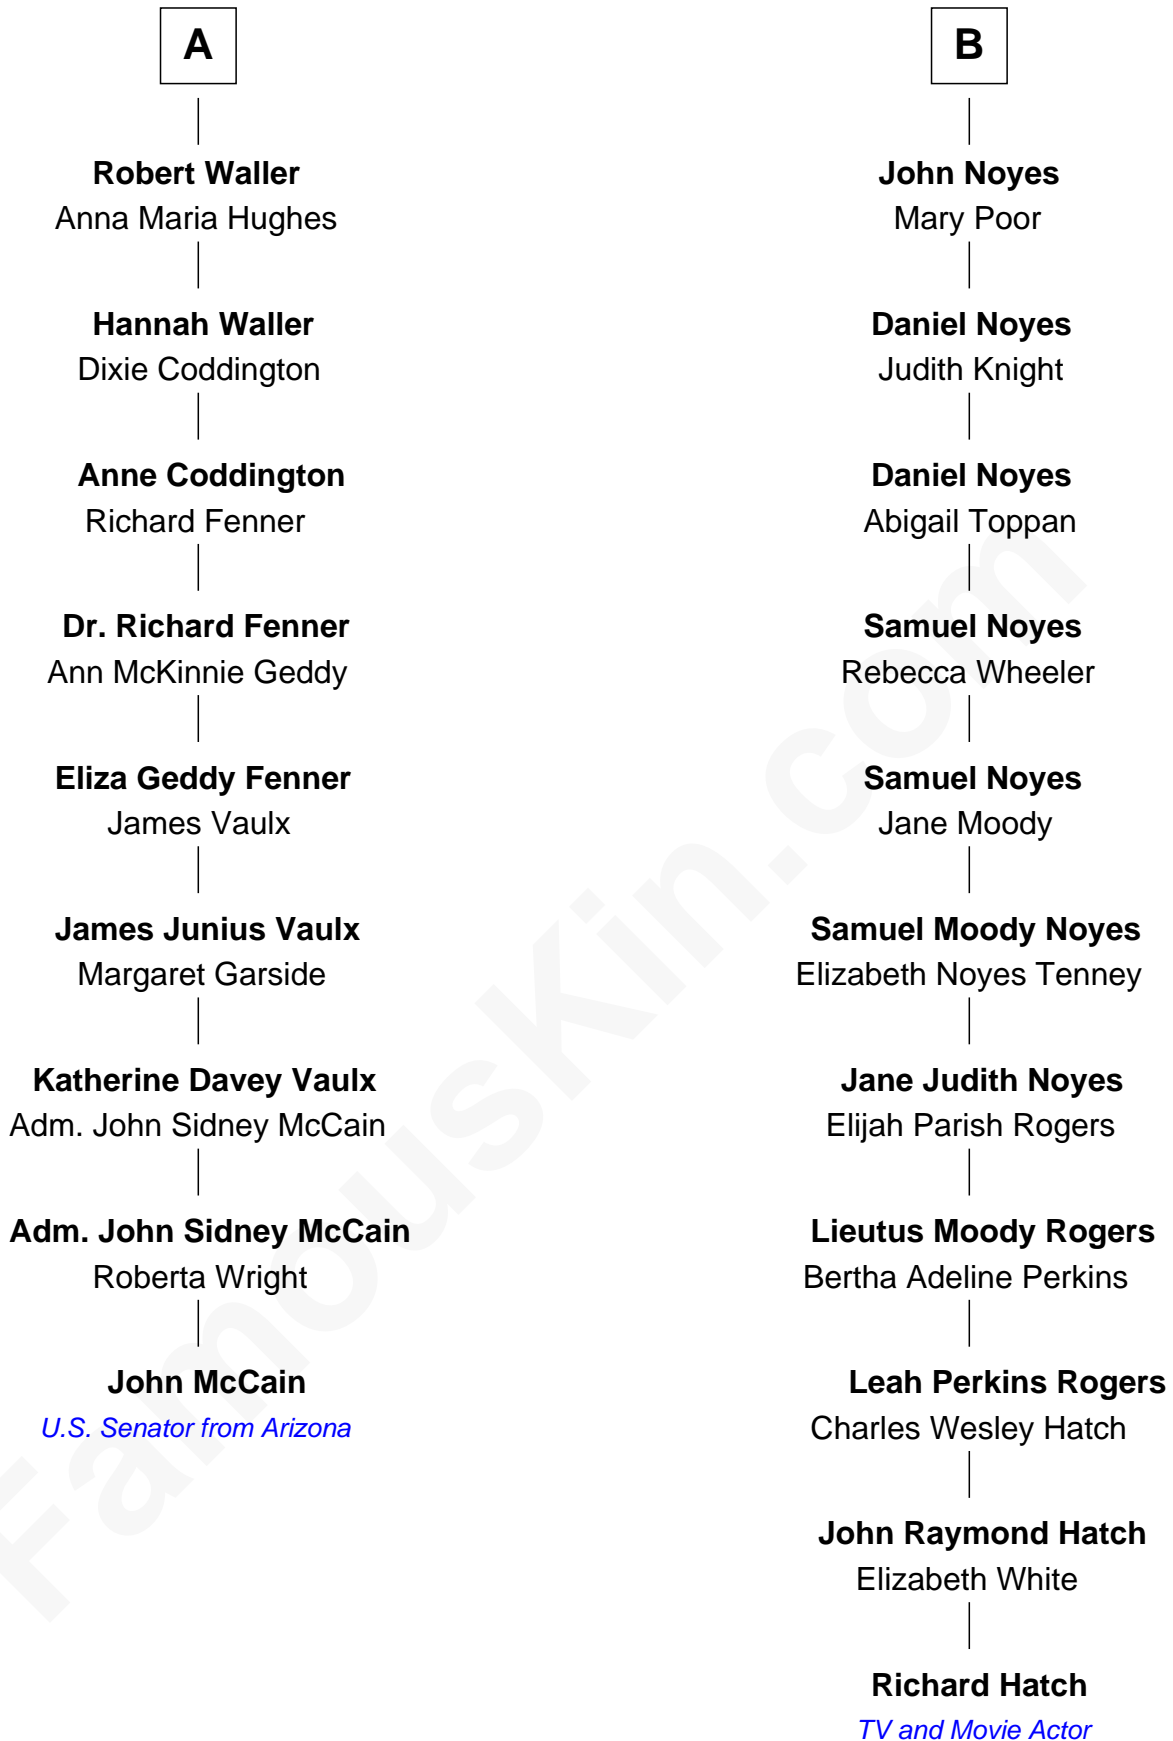 A
Robert Waller
Anna Maria Hughes
Hannah Waller
Dixie Coddington
Anne Coddington
Richard Fenner
Dr. Richard Fenner
Ann McKinnie Geddy
Eliza Geddy Fenner
James Vaulx
James Junius Vaulx
Margaret Garside
Katherine Davey Vaulx
Adm. John Sidney McCain
Adm. John Sidney McCain
Roberta Wright
John McCain
U.S. Senator from Arizona
B
John Noyes
Mary Poor
Daniel Noyes
Judith Knight
Daniel Noyes
Abigail Toppan
Samuel Noyes
Rebecca Wheeler
Samuel Noyes
Jane Moody
Samuel Moody Noyes
Elizabeth Noyes Tenney
Jane Judith Noyes
Elijah Parish Rogers
Lieutus Moody Rogers
Bertha Adeline Perkins
Leah Perkins Rogers
Charles Wesley Hatch
John Raymond Hatch
Elizabeth White
Richard Hatch
TV and Movie Actor
FamousKin.com